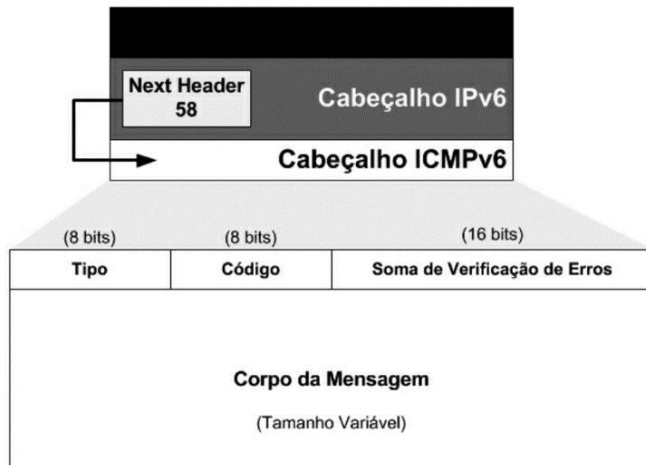 Next Header
58
Cabeçalho IPv6
Cabeçalho ICMPv6
(8 bits)
(8 bits)
(16 bits)
Tipo
Código
Soma de Verificação de Erros
Corpo da Mensagem
(Tamanho Variável)